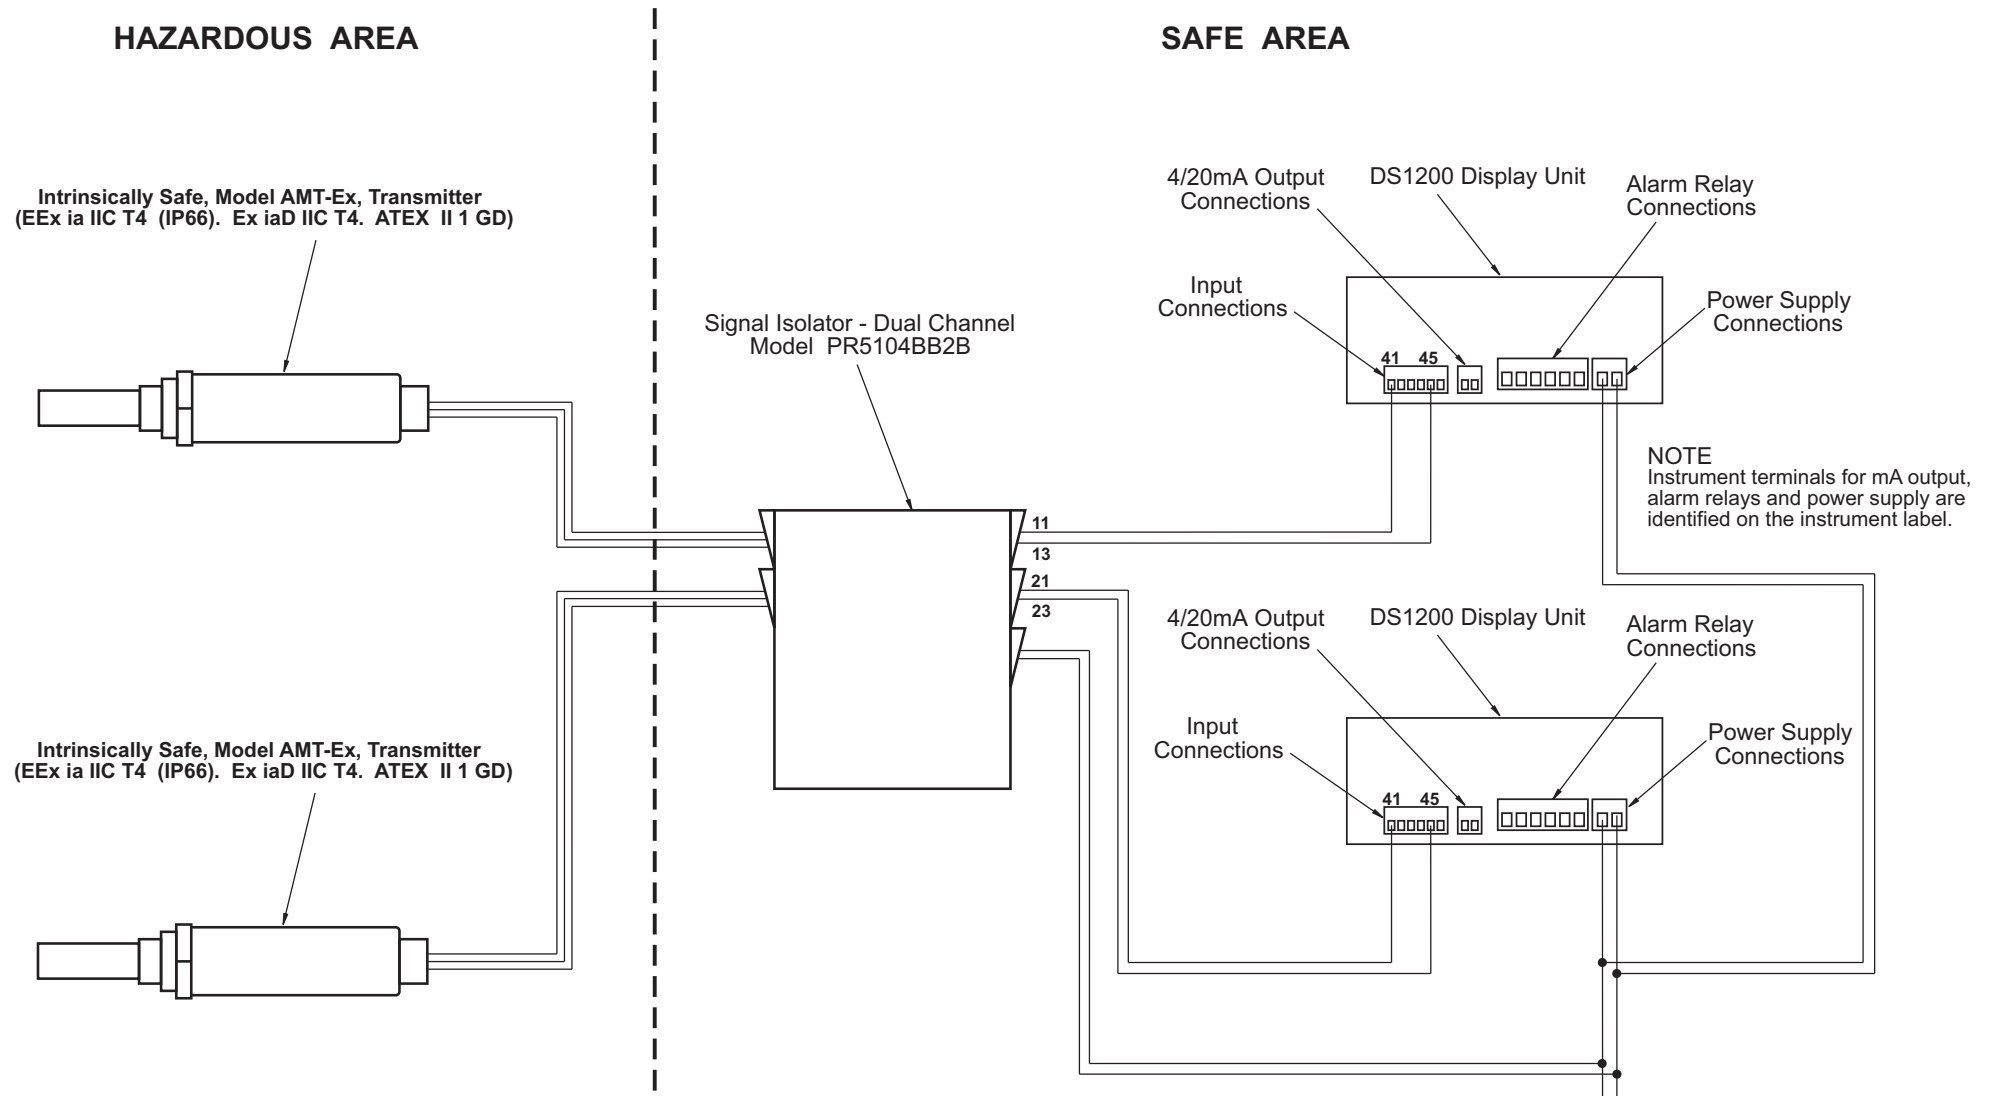 HAZARDOUS AREA
SAFE AREA
Intrinsically Safe, Model AMT-Ex, Transmitter
(EEx ia IIC T4 (IP66). Ex iaD IIC T4. ATEX II 1 GD)
Signal Isolator - Dual Channel
Model PR5104BB2B
4/20mA Output
Connections
DS1200 Display Unit
Alarm Relay
Connections
Input
Connections
Power Supply
Connections
41 45
NOTE
Instrument terminals for mA output,
alarm relays and power supply are
identified on the instrument label.
11
13
21
23
4/20mA Output
Connections
DS1200 Display Unit
Alarm Relay
Connections
Input
Connections
Power Supply
Connections
41 45
Intrinsically Safe, Model AMT-Ex, Transmitter
(EEx ia IIC T4 (IP66). Ex iaD IIC T4. ATEX II 1 GD)